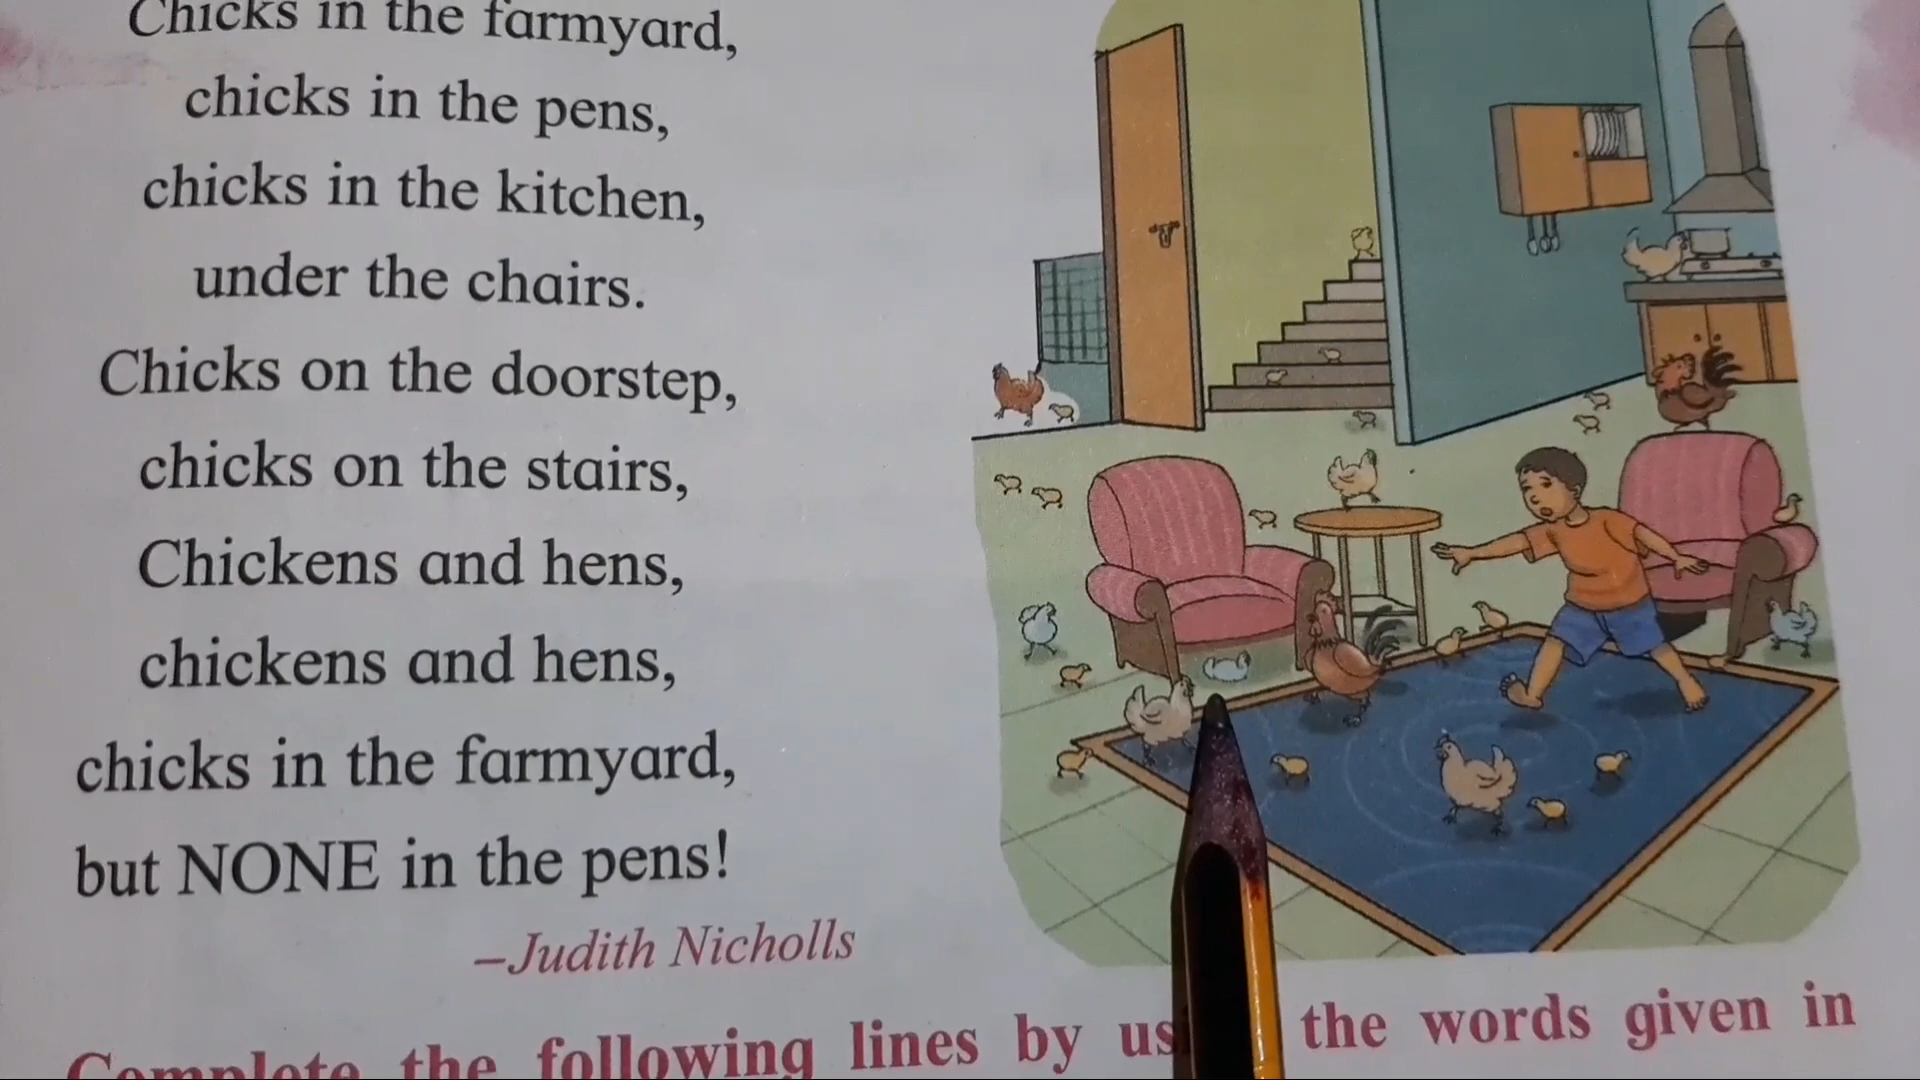 Chicks in the farmyard,
chicks in the pens,
chicks in the kitchen,
under the chairs.
Chicks on the doorstep,
chicks on the stairs,
Chickens and hens,
chickens and hens,
chicks in the farmyard,
but NONE in the pens!
–Judith Nicholls
Complete the following lines by us the words given in